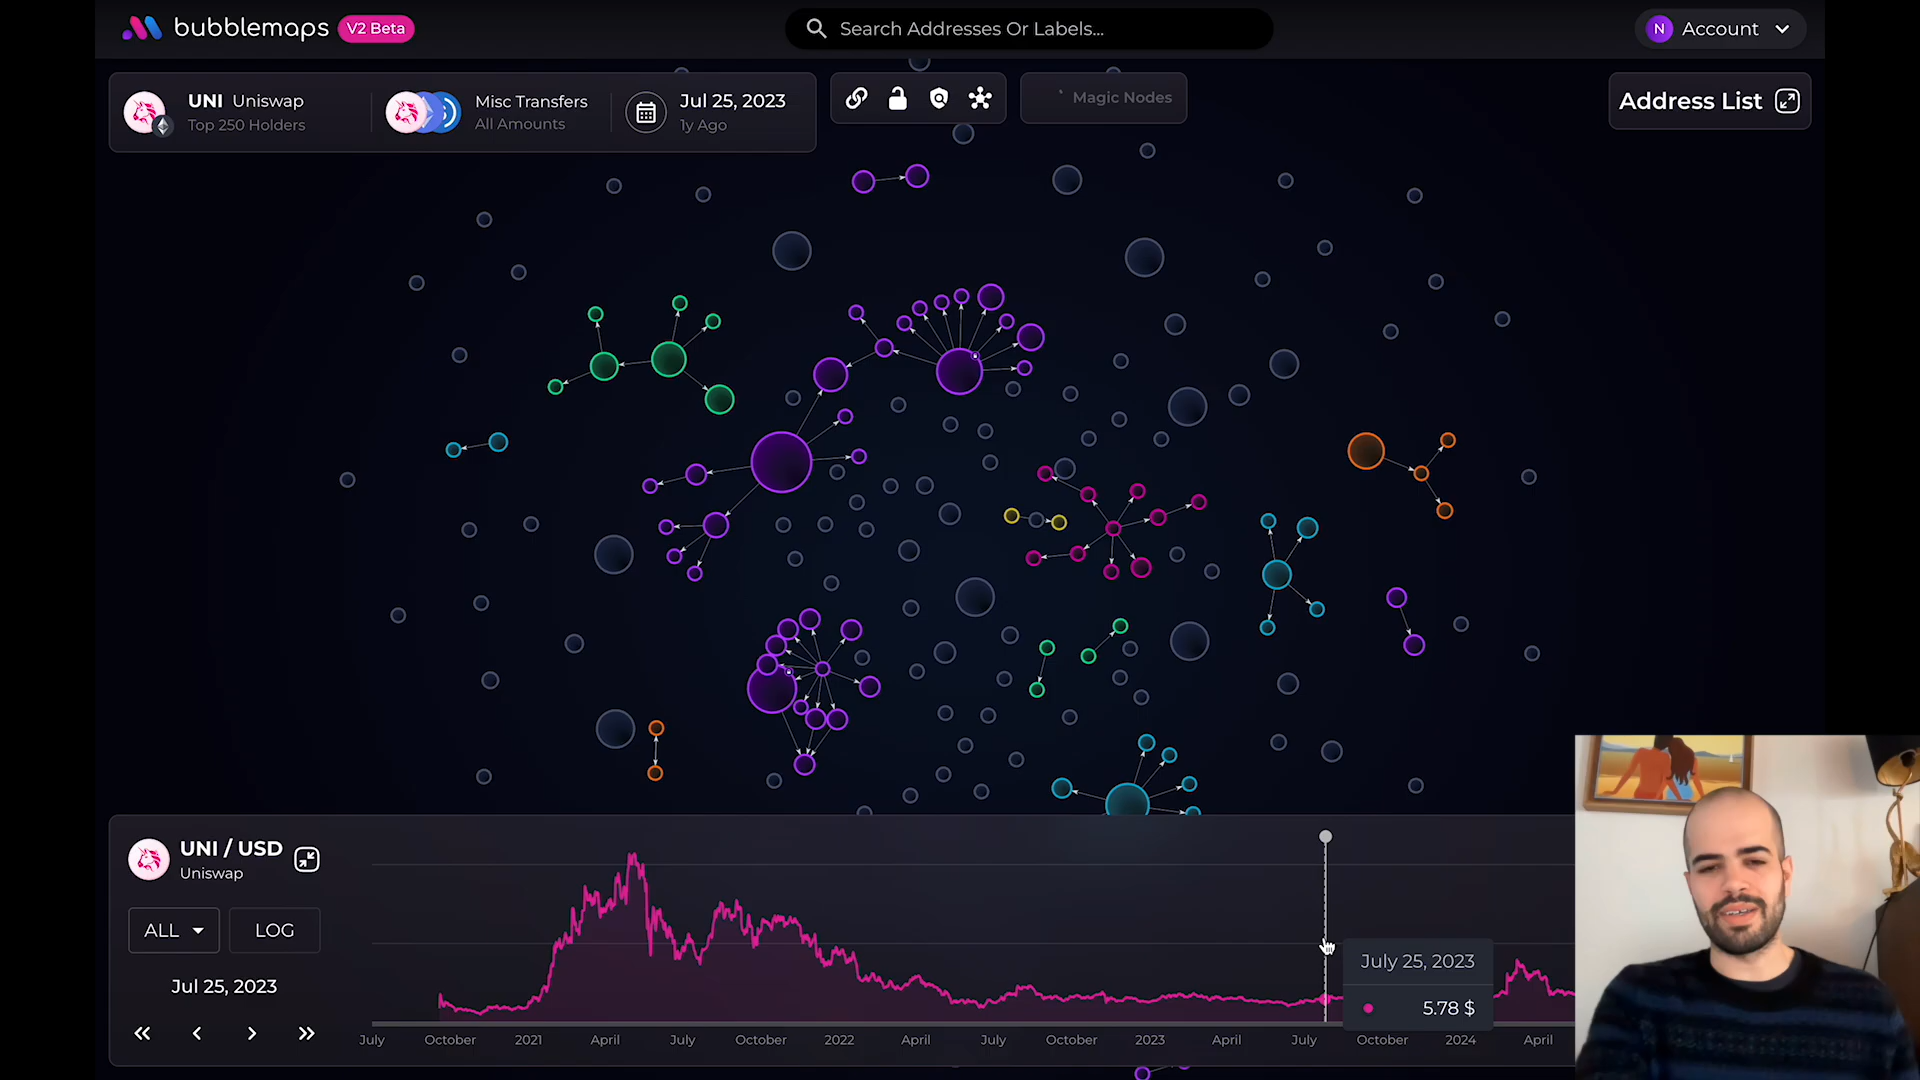 bubblemaps V2 Beta
Search Addresses Or Labels...
N Account
UNI Uniswap
Top 250 Holders
Misc Transfers
All Amounts
Jul 25, 2023
1y Ago
Magic Nodes
Address List
UNI / USD
Uniswap
ALL
LOG
Jul 25, 2023
July 25, 2023
5.78 $
July October 2021 April July October 2022 April July October 2023 April July October 2024 April